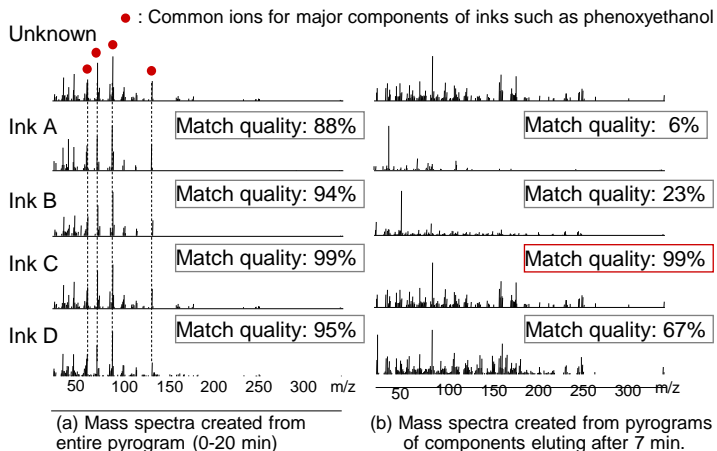 ● : Common ions for major components of inks such as phenoxyethanol
Unknown
Ink A
Match quality: 88%
Match quality: 6%
Ink B
Match quality: 94%
Match quality: 23%
Ink C
Match quality: 99%
Match quality: 99%
Ink D
Match quality: 95%
Match quality: 67%
50 100 150 200 250 300 m/z
50 100 150 200 250 300 m/z
(a) Mass spectra created from
entire pyrogram (0-20 min)
(b) Mass spectra created from pyrograms
of components eluting after 7 min.